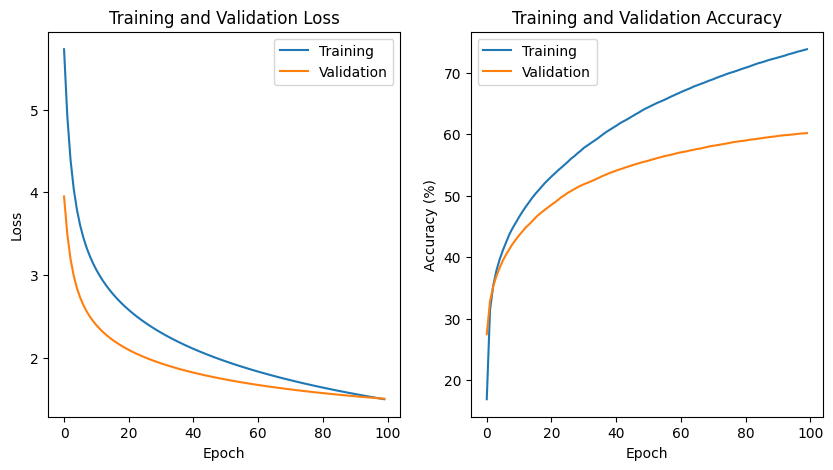 Training and Validation Loss
Training
Validation
5
4
3
2
Loss
0
20
40
60
80
100
Epoch
Training and Validation Accuracy
Training
Validation
70
60
50
40
30
20
Accuracy (%)
0
20
40
60
80
100
Epoch